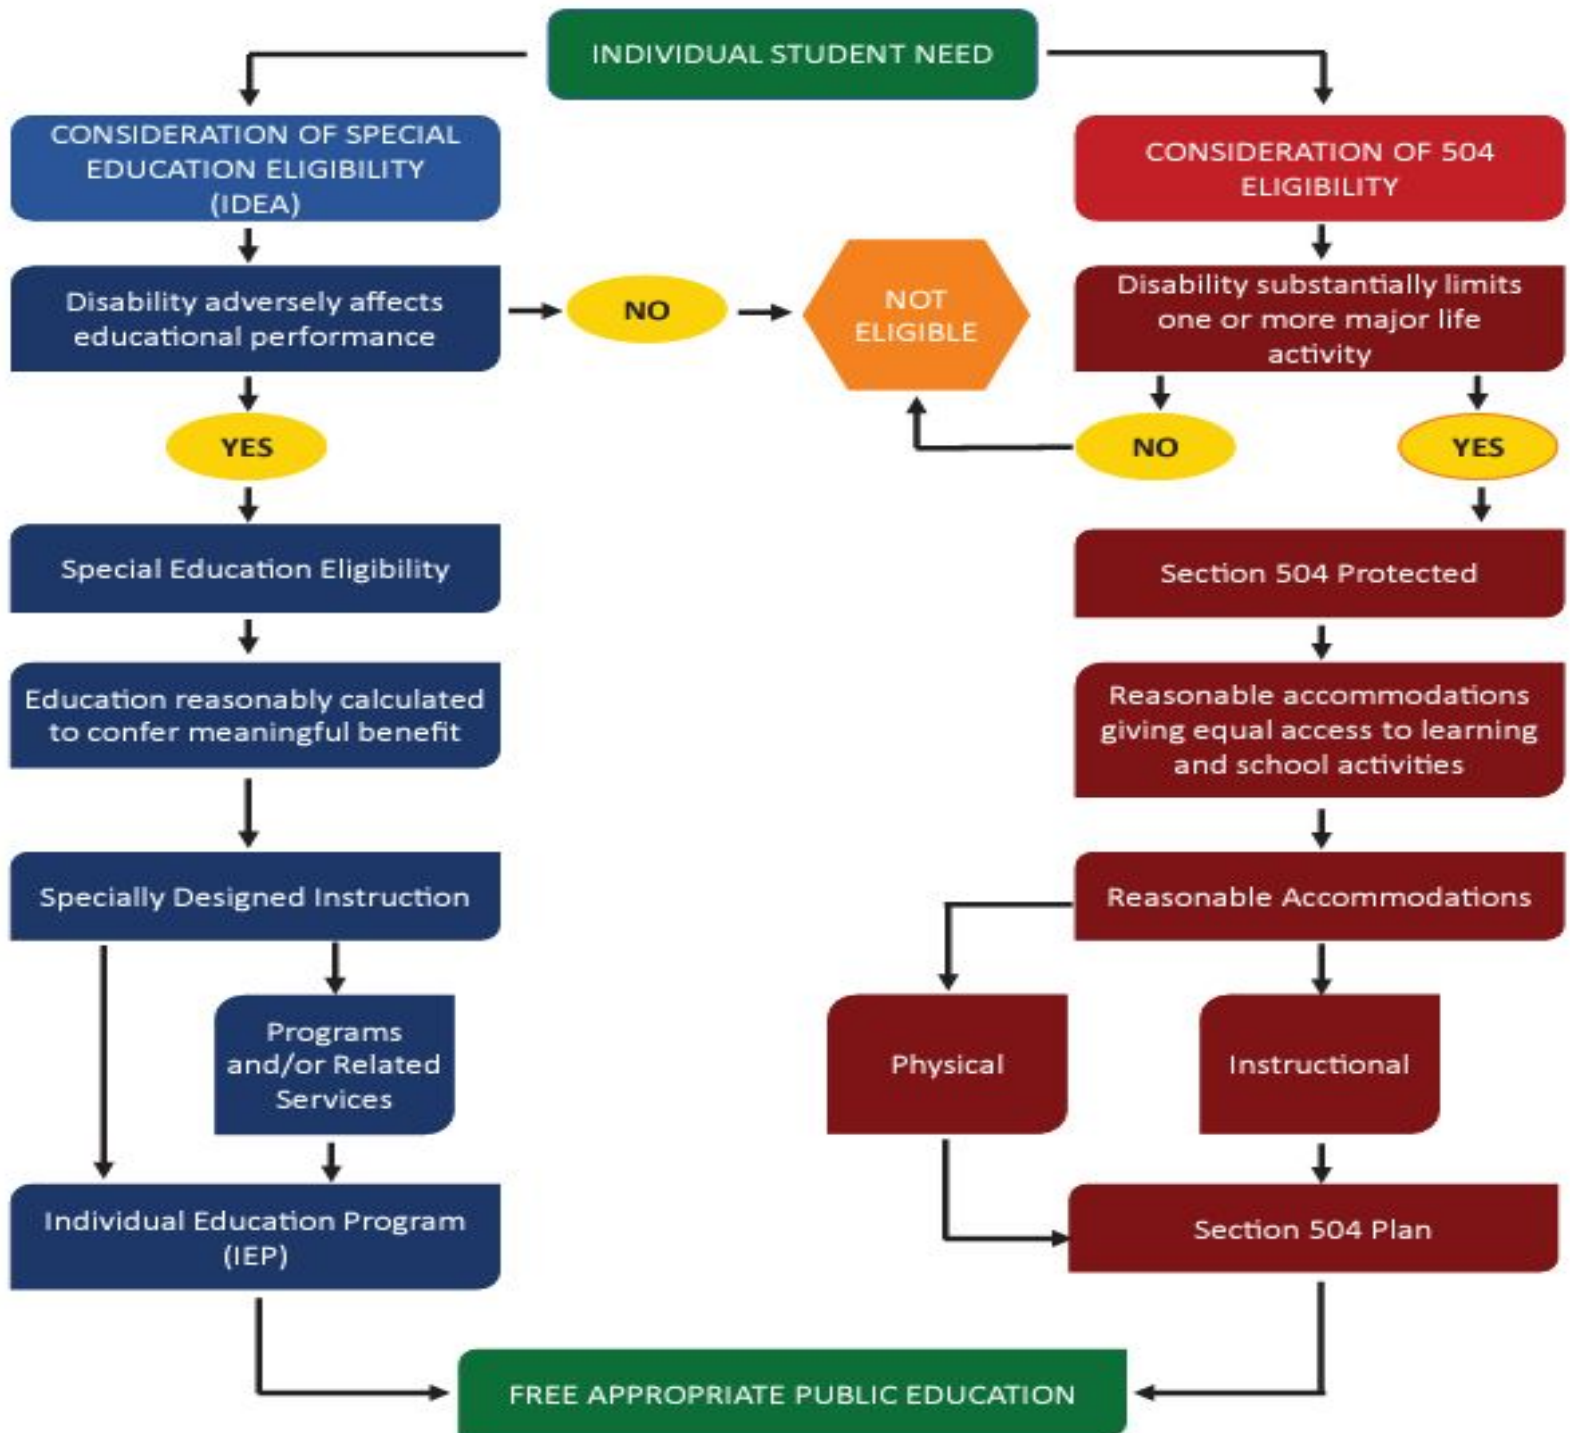 INDIVIDUAL STUDENT NEED
CONSIDERATION OF SPECIAL
EDUCATION ELIGIBILITY
(IDEA)
CONSIDERATION OF 504
ELIGIBILITY
Disability adversely affects
educational performance
NO
NOT
ELIGIBLE
Disability substantially limits
one or more major life
activity
YES
NO
YES
Special Education Eligibility
Section 504 Protected
Education reasonably calculated
to confer meaningful benefit
Reasonable accommodations
giving equal access to learning
and school activities
Specially Designed Instruction
Reasonable Accommodations
Programs
and/or Related
Services
Physical
Instructional
Individual Education Program
(IEP)
Section 504 Plan
FREE APPROPRIATE PUBLIC EDUCATION